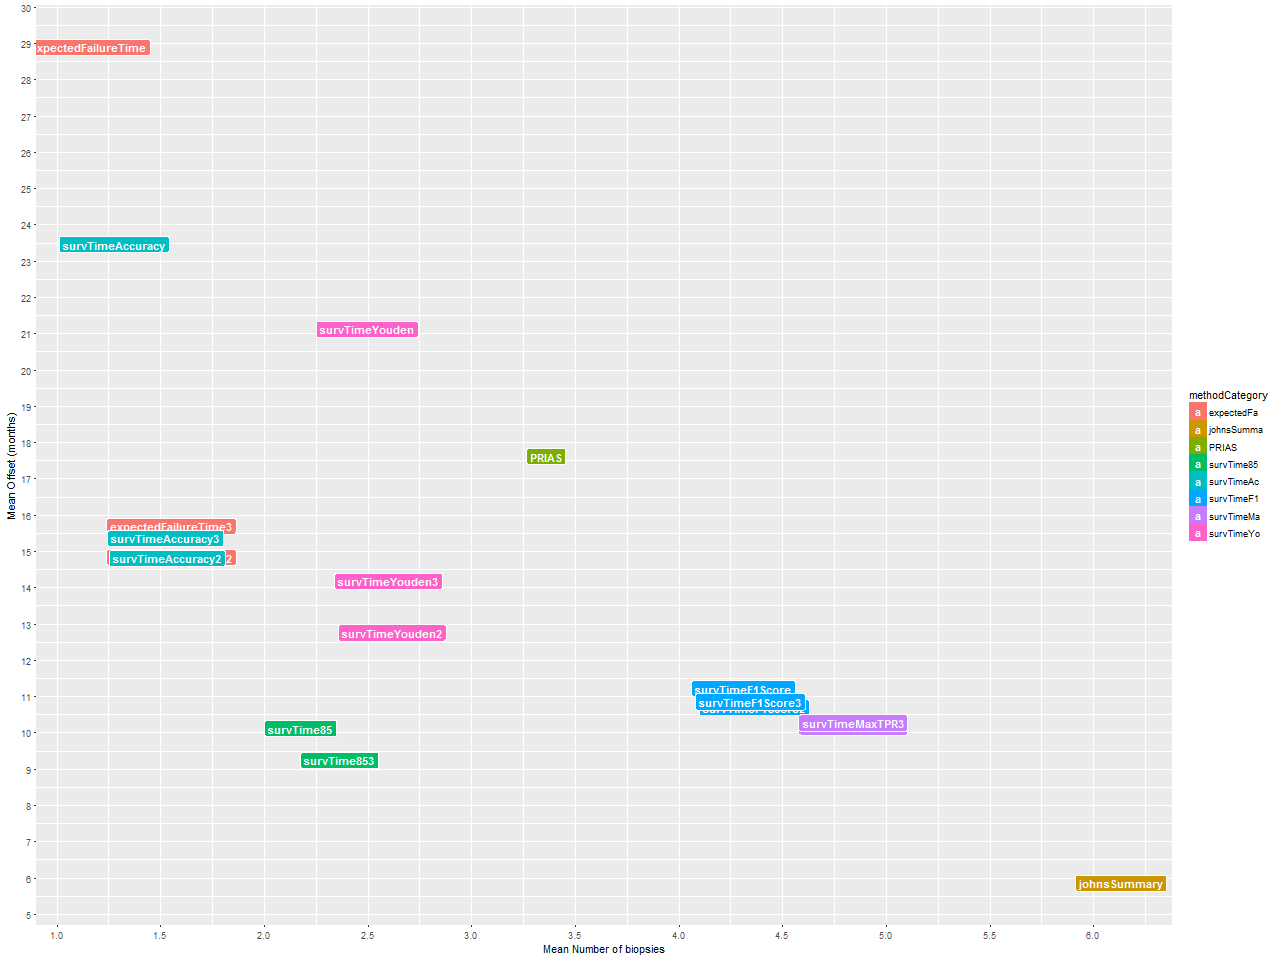 30
29
28
27
26
25
24
23
22
21
20
19
18
17
16
15
14
13
12
11
10
9
8
7
6
5
Mean Offset (months)
xpectedFailureTime
survTimeAccuracy
survTimeYouden
PRIAS
expectedFailureTime3
survTimeAccuracy3
survTimeAccuracy2
2
survTimeYouden3
survTimeYouden2
survTimeF1Score
survTimeF1Score3
survTimeMaxTPR3
survTime85
survTime853
johnsSummary
1.0
1.5
2.0
2.5
3.0
3.5
4.0
4.5
5.0
5.5
6.0
Mean Number of biopsies
methodCategory
a expectedFa
a johnsSumma
a PRIAS
a survTime85
a survTimeAc
a survTimeF1
a survTimeMa
a survTimeYo